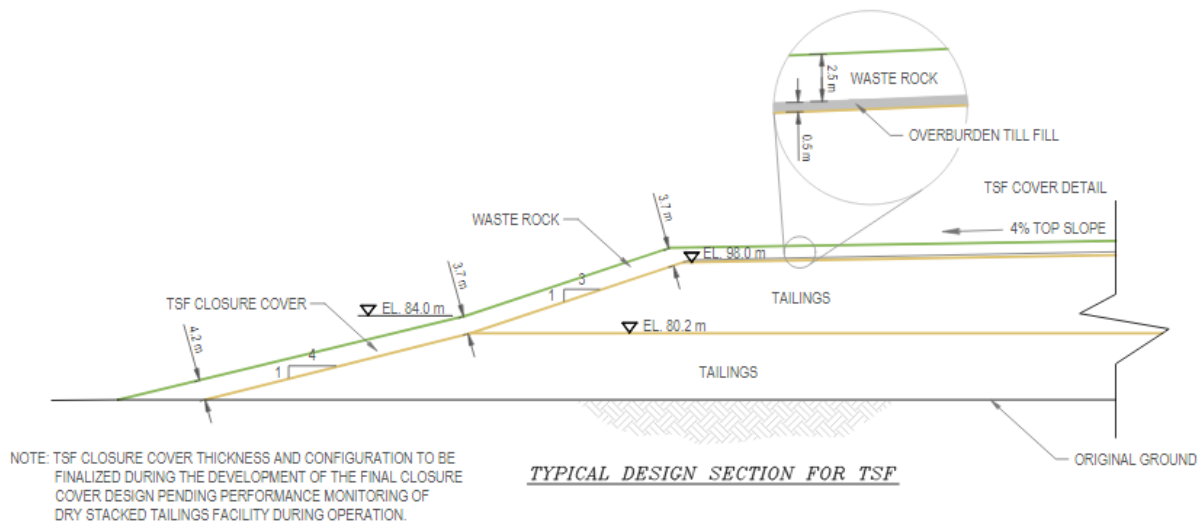 2.5 m
WASTE ROCK
0.5 m
OVERBURDEN TILL FILL
TSF COVER DETAIL
3.7 m
WASTE ROCK
4% TOP SLOPE
EL. 98.0 m
3
1
3.7 m
TAILINGS
TSF CLOSURE COVER
EL. 84.0 m
EL. 80.2 m
4.2 m
4
1
TAILINGS
NOTE: TSF CLOSURE COVER THICKNESS AND CONFIGURATION TO BE
FINALIZED DURING THE DEVELOPMENT OF THE FINAL CLOSURE
COVER DESIGN PENDING PERFORMANCE MONITORING OF
DRY STACKED TAILINGS FACILITY DURING OPERATION.
TYPICAL DESIGN SECTION FOR TSF
ORIGINAL GROUND